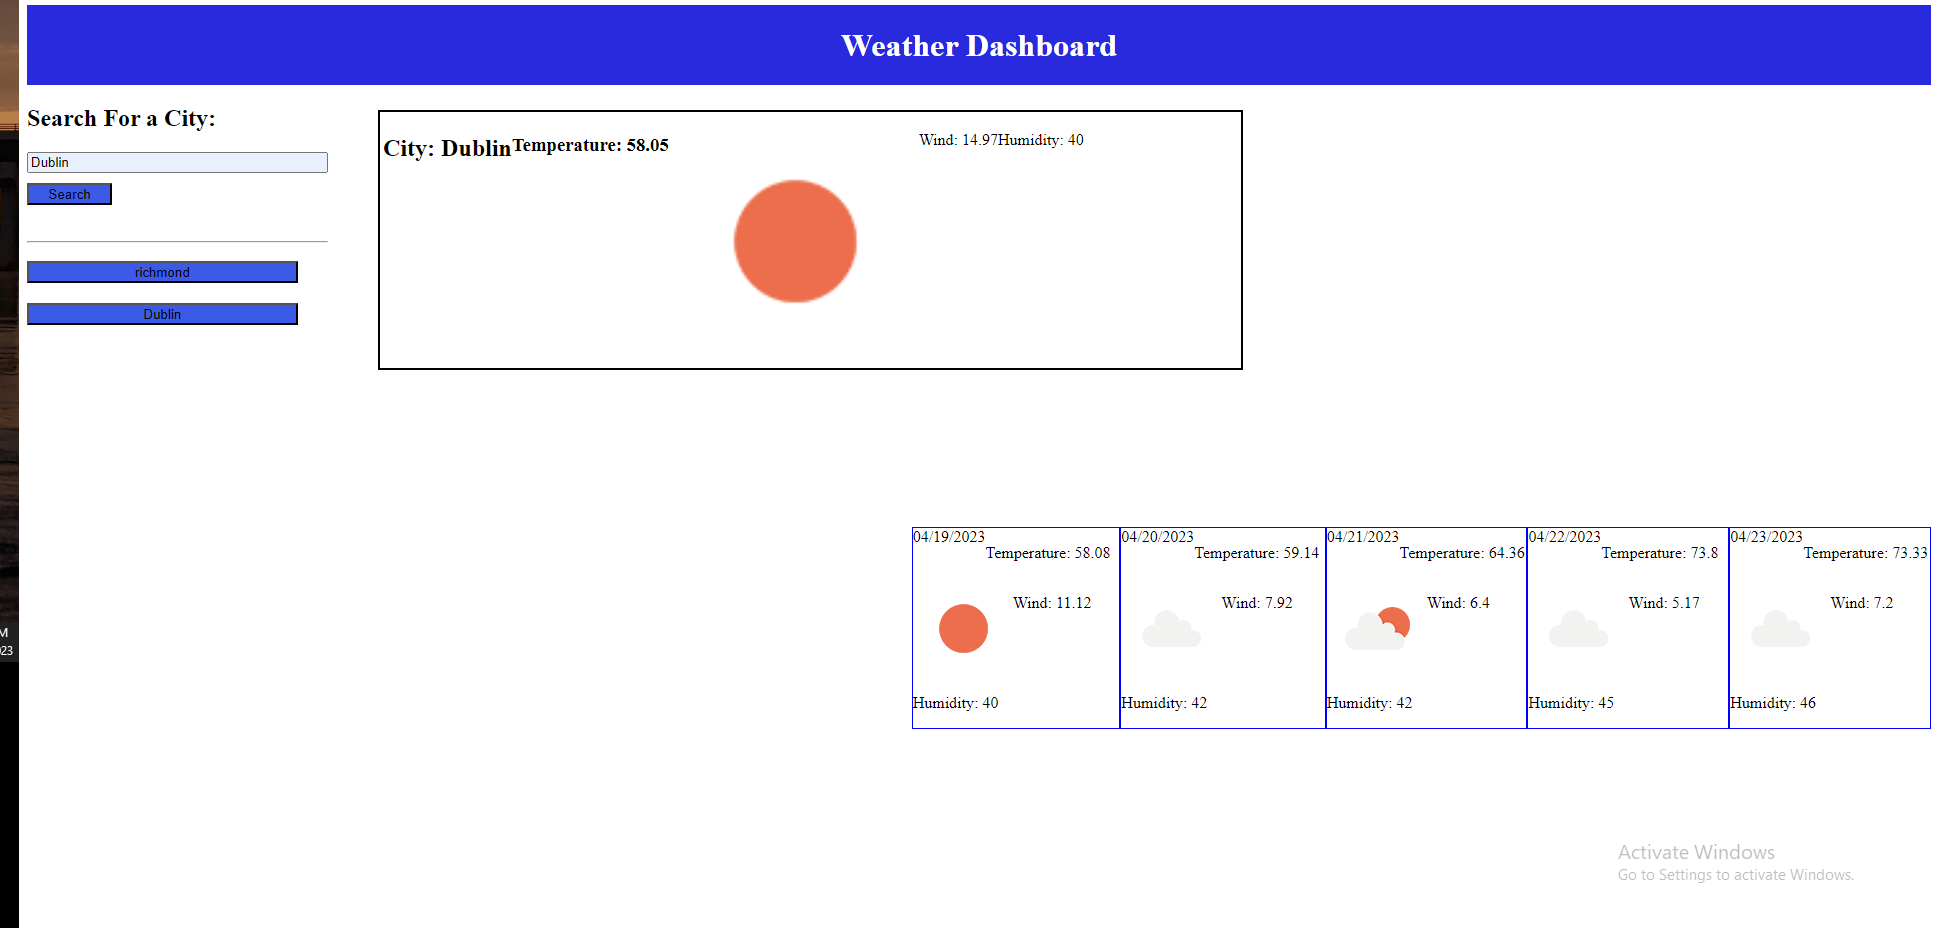 Weather Dashboard
Search For a City:
Dublin
Search
richmond
Dublin
City: Dublin Temperature: 58.05
Wind: 14.97Humidity: 40
04/19/2023
Temperature: 58.08
Wind: 11.12
Humidity: 40
04/20/2023
Temperature: 59.14
Wind: 7.92
Humidity: 42
04/21/2023
Temperature: 64.36
Wind: 6.4
Humidity: 42
04/22/2023
Temperature: 73.8
Wind: 5.17
Humidity: 45
04/23/2023
Temperature: 73.33
Wind: 7.2
Humidity: 46
M
023
Activate Windows
Go to Settings to activate Windows.